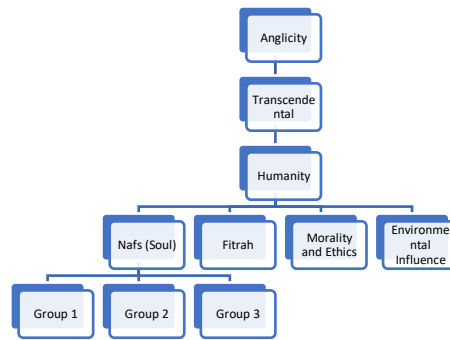 Anglicity
Transcende
ntal
Humanity
Nafs (Soul)
Fitrah
Morality
and Ethics
Environme
ntal
Influence
Group 1
Group 2
Group 3